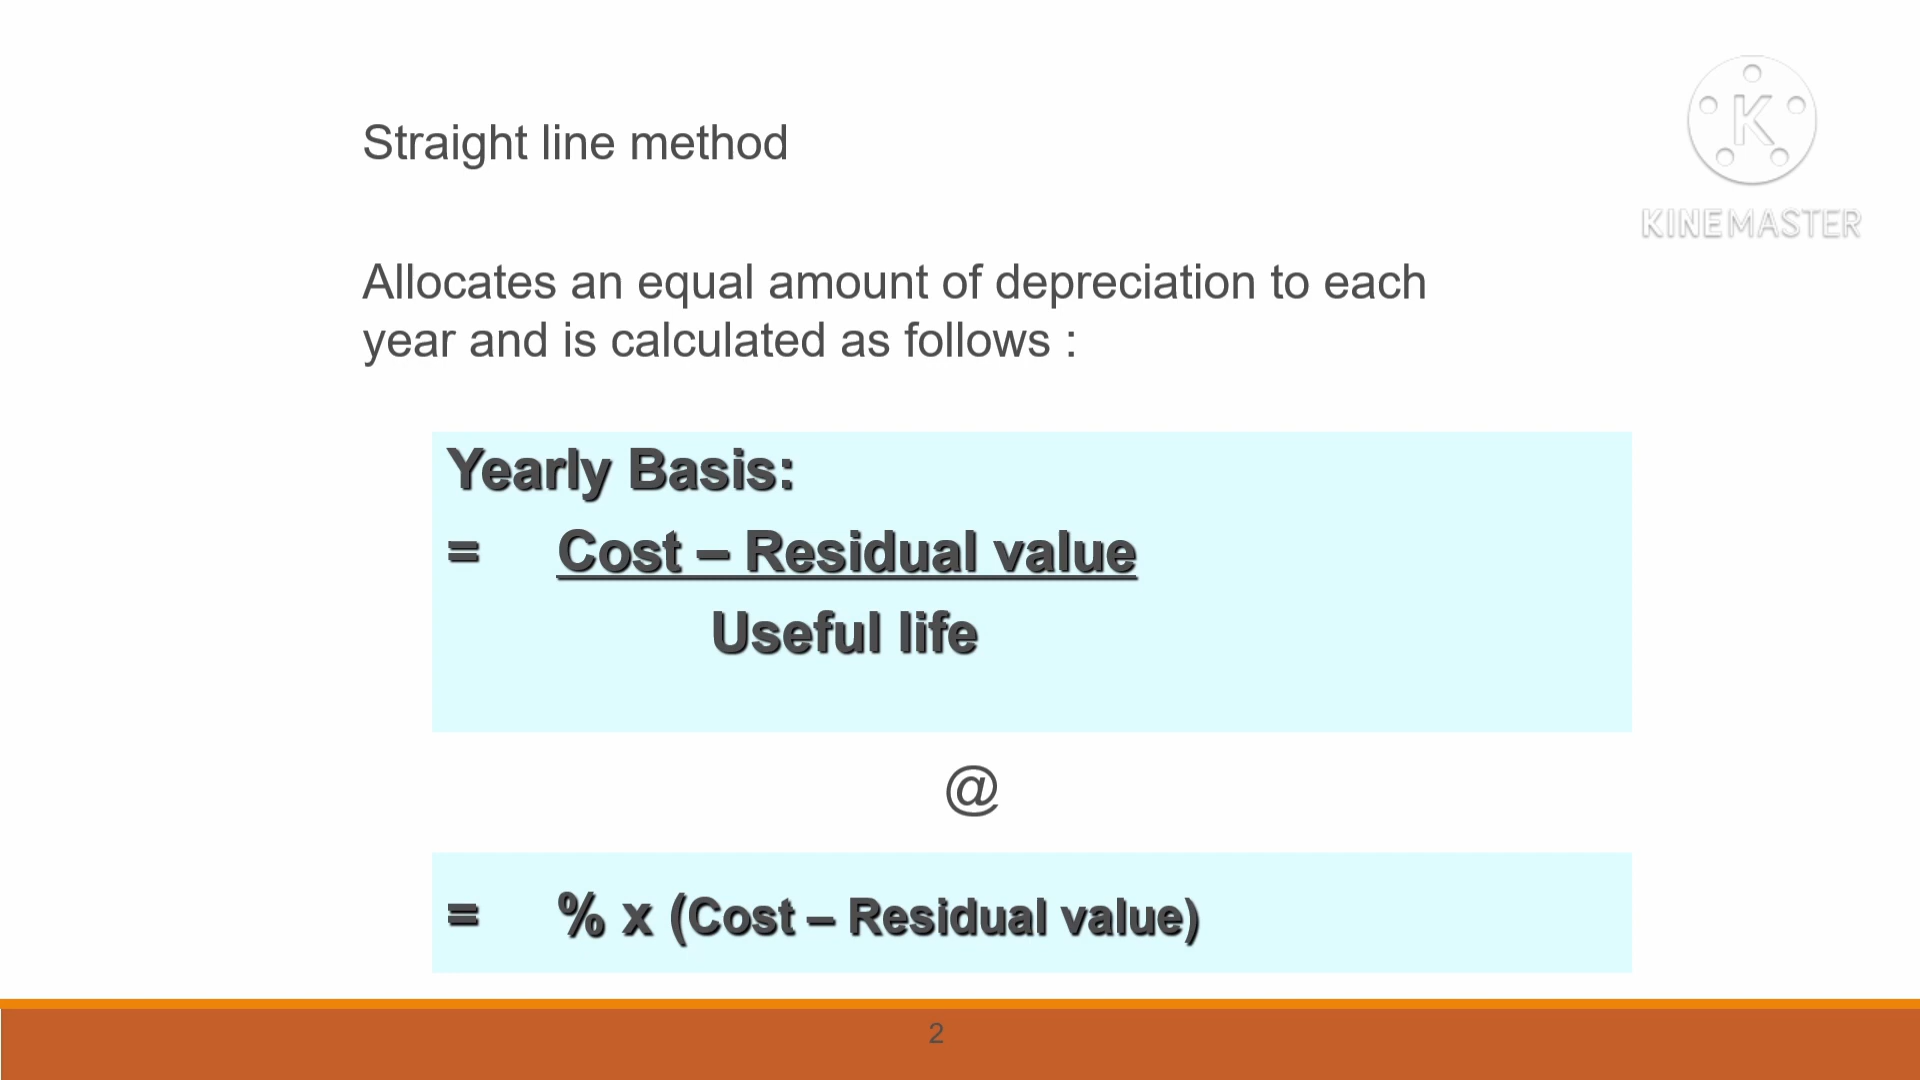 Straight line method
K
KINEMASTER
Allocates an equal amount of depreciation to each
year and is calculated as follows :
Yearly Basis:
= Cost – Residual value
Useful life
@
= % x (Cost – Residual value)
2